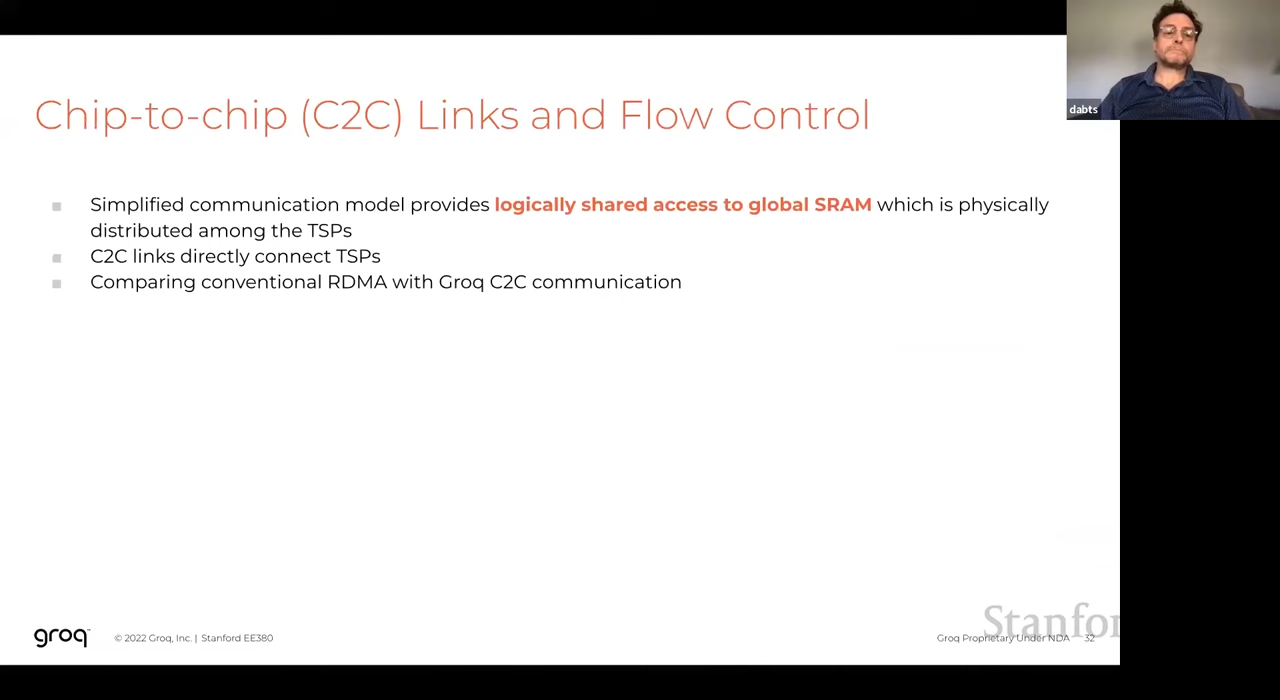 dabts
Chip-to-chip (C2C) Links and Flow Control
Simplified communication model provides logically shared access to global SRAM which is physically
distributed among the TSPs
C2C links directly connect TSPs
Comparing conventional RDMA with Groq C2C communication
groq
© 2022 Groq, Inc. | Stanford EE380
Stanfor
Groq Proprietary Under NDA 32